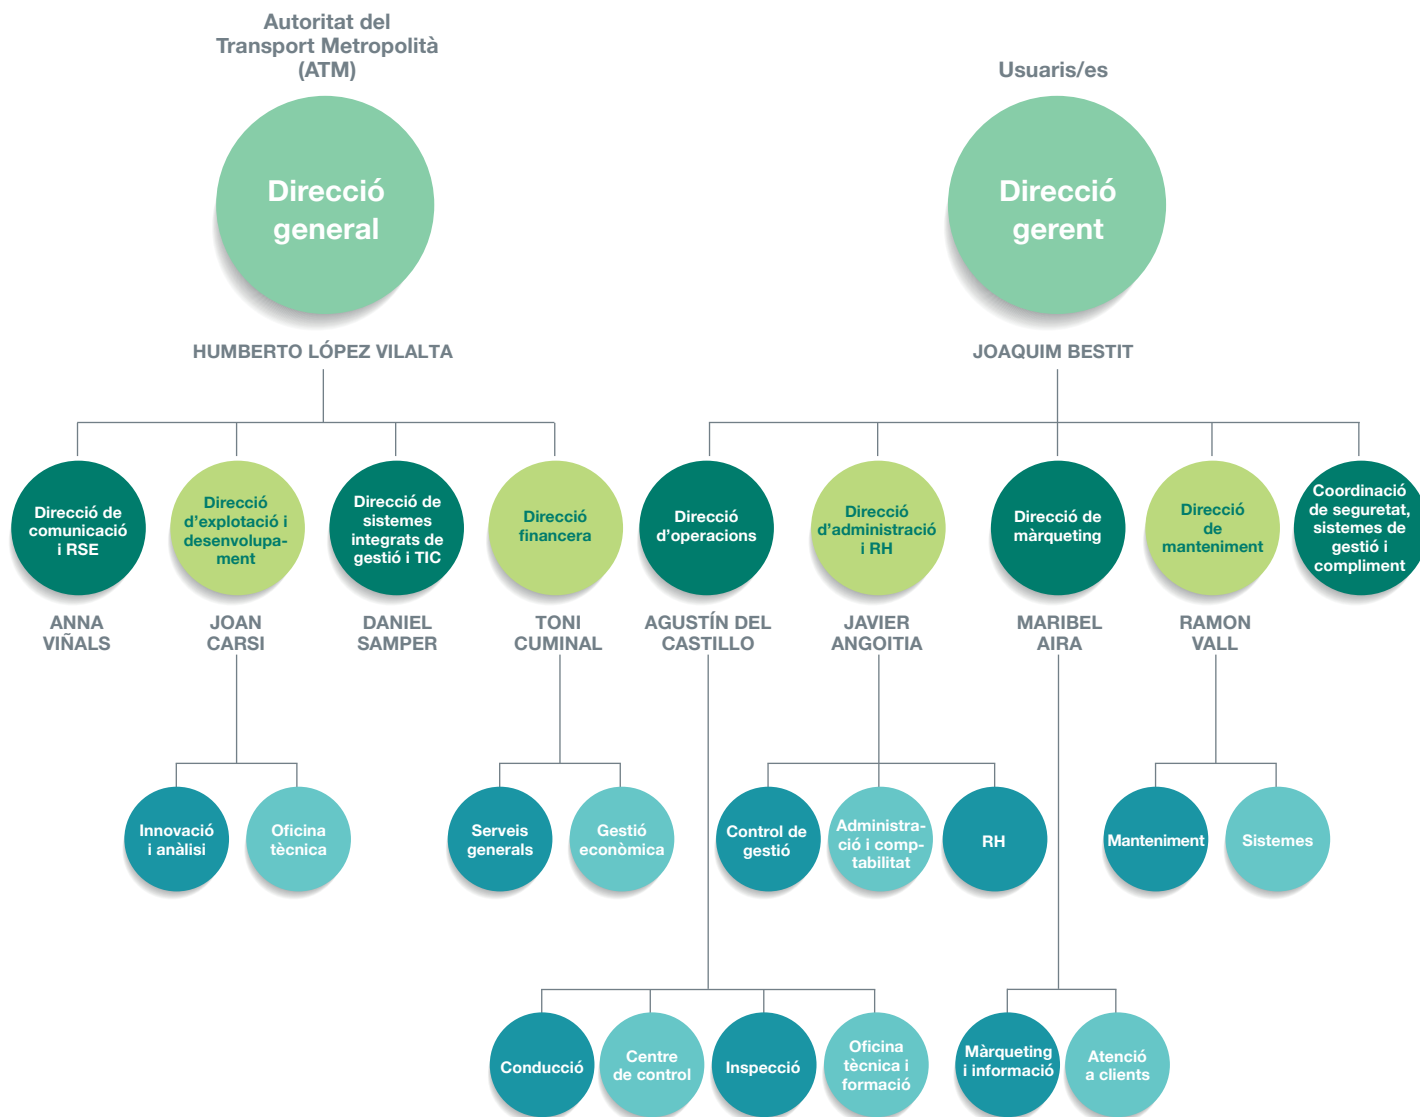 Autoritat del
Transport Metropolità
(ATM)
Usuaris/es
Direcció
general
Direcció
gerent
HUMBERTO LÓPEZ VILALTA
JOAQUIM BESTIT
Direcció de
comunicació
i RSE
Direcció
d'explotació i
desenvolupa-
ment
Direcció de
sistemes
integrats de
gestió i TIC
Direcció
financera
Direcció
d'operacions
Direcció
d'administració
i RH
Direcció de
màrqueting
Direcció
de
manteniment
Coordinació
de seguretat,
sistemes de
gestió i
compliment
ANNA
VIÑALS
JOAN
CARSI
DANIEL
SAMPER
TONI
CUMINAL
AGUSTÍN DEL
CASTILLO
JAVIER
ANGOITIA
MARIBEL
AIRA
RAMON
VALL
Innovació
i anàlisi
Oficina
tècnica
Serveis
generals
Gestió
econòmica
Control de
gestió
Administra-
ció i comp-
tabilitat
RH
Manteniment
Sistemes
Conducció
Centre
de control
Inspecció
Oficina
tècnica i
formació
Màrqueting
i informació
Atenció
a clients